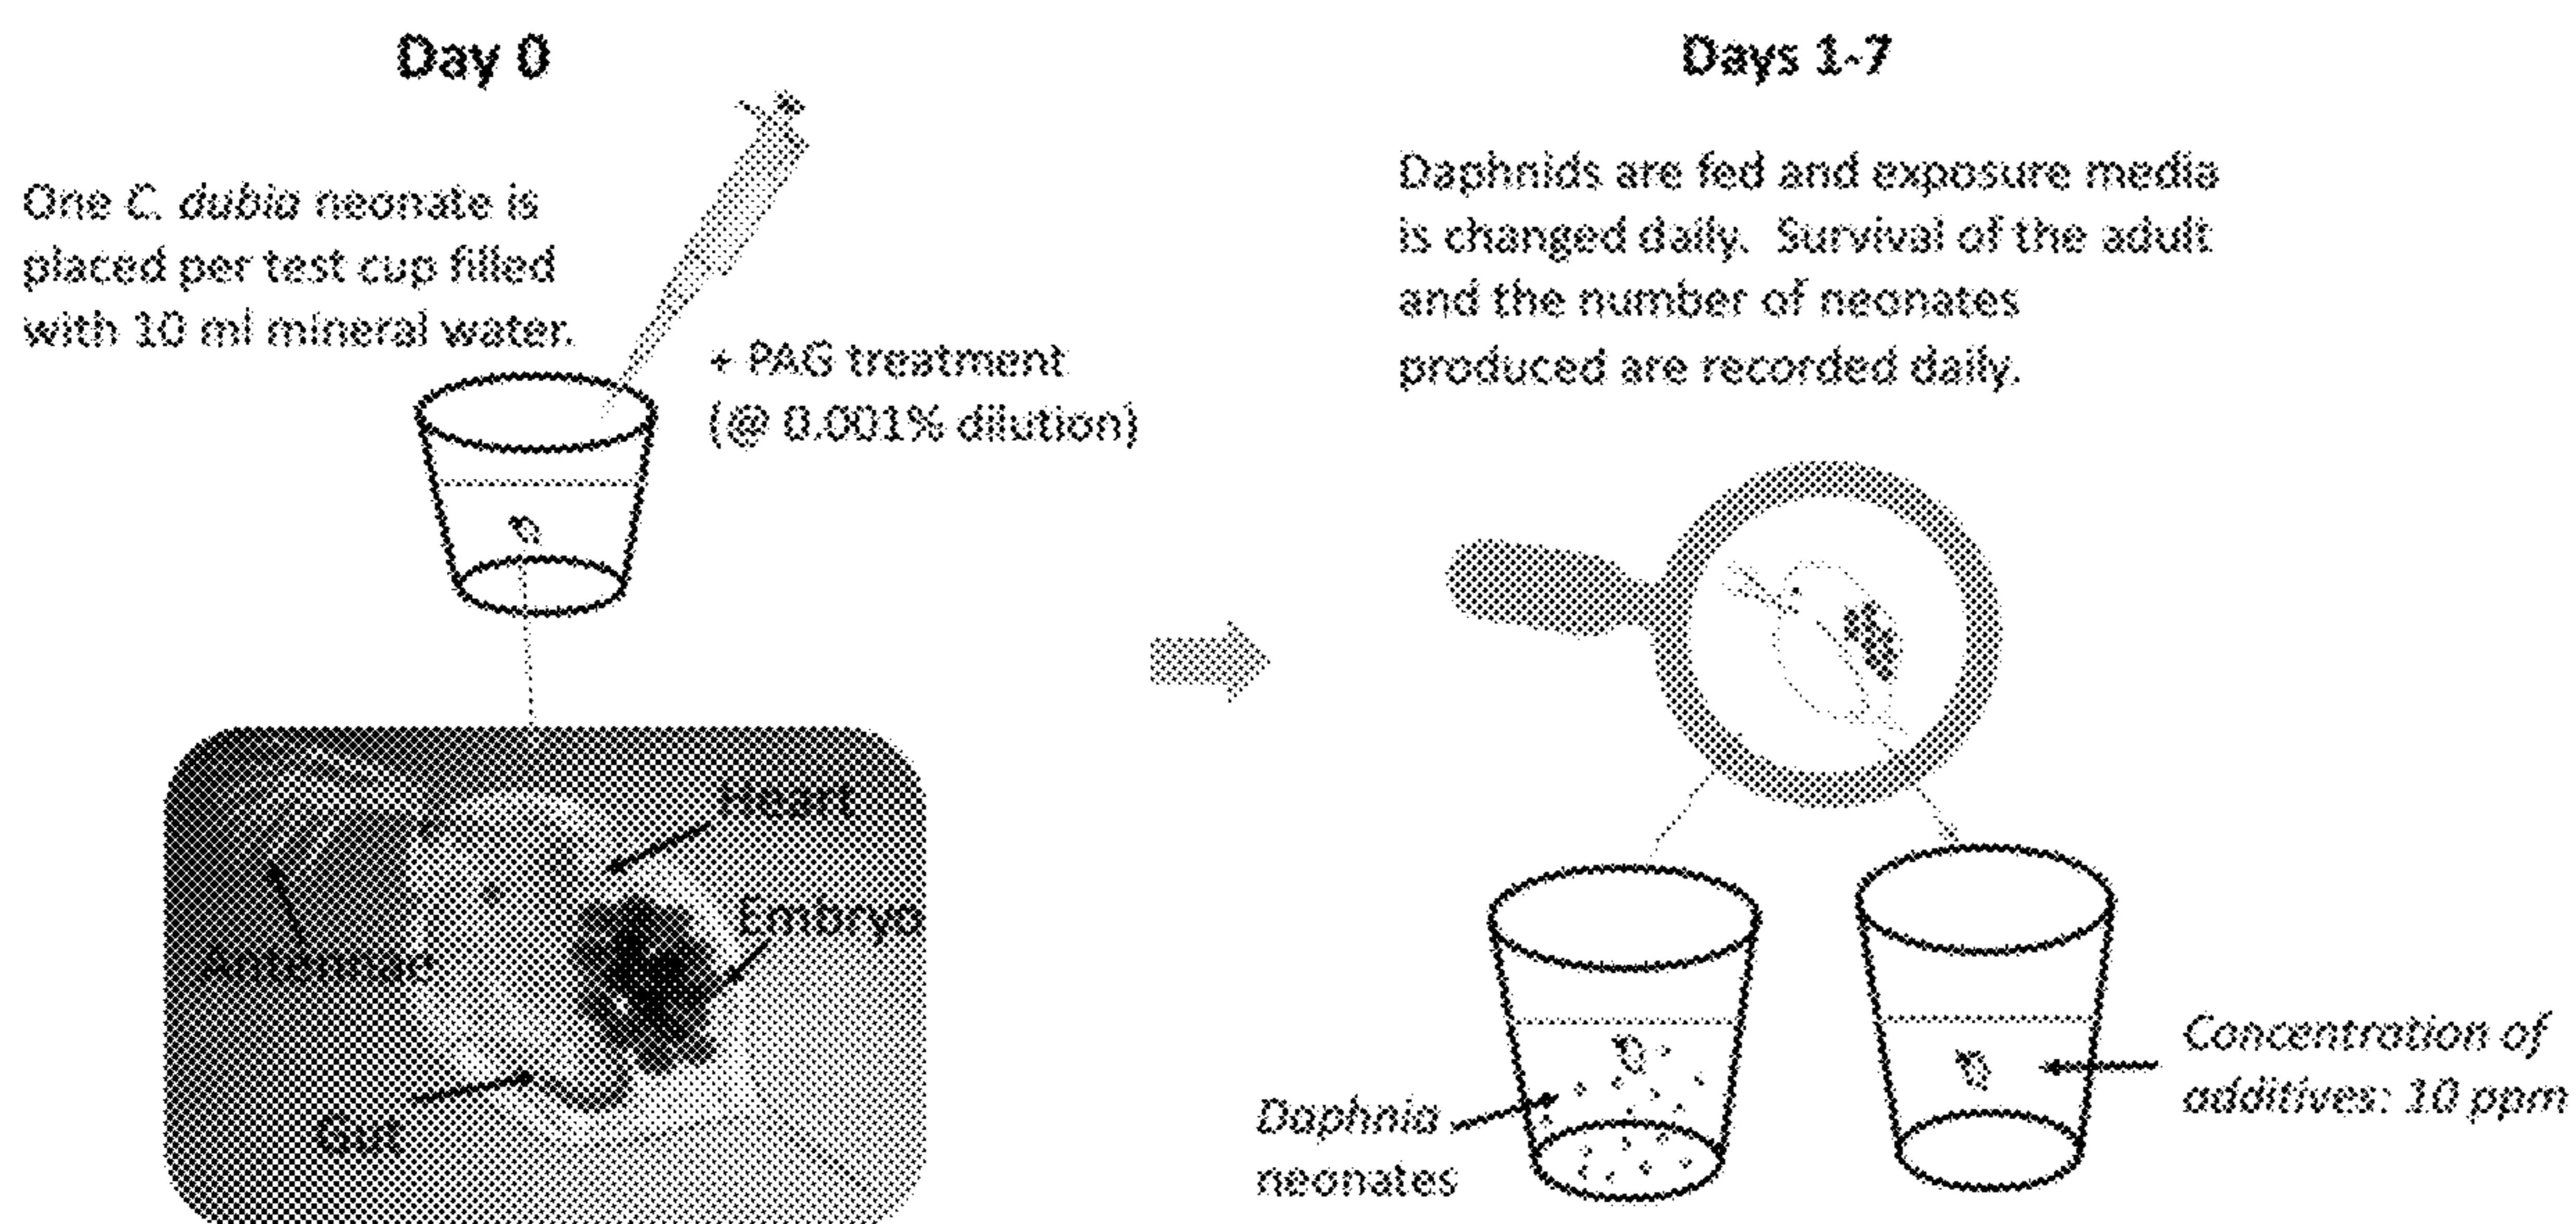 Day 0
One C. dubia neonate is
placed per test cup filled
with 10 ml mineral water.
+ PAG treatment
(@ 0.001% dilution)
Heart
Embryo
Antennae
Gut
Days 1-7
Daphnids are fed and exposure media
is changed daily. Survival of the adult
and the number of neonates
produced are recorded daily.
Daphnia
neonates
Concentration of
additives: 10 ppm